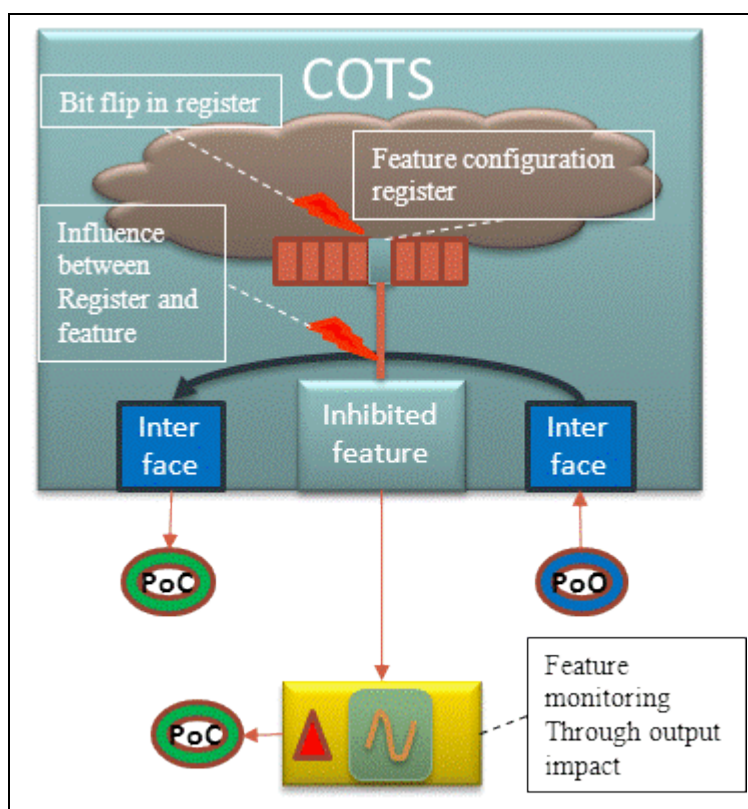 COTS
Bit flip in register
Feature configuration
register
Influence
between
Register and
feature
Inter
face
Inhibited
feature
Inter
face
PoC
PoO
Feature
monitoring
Through output
impact
PoC